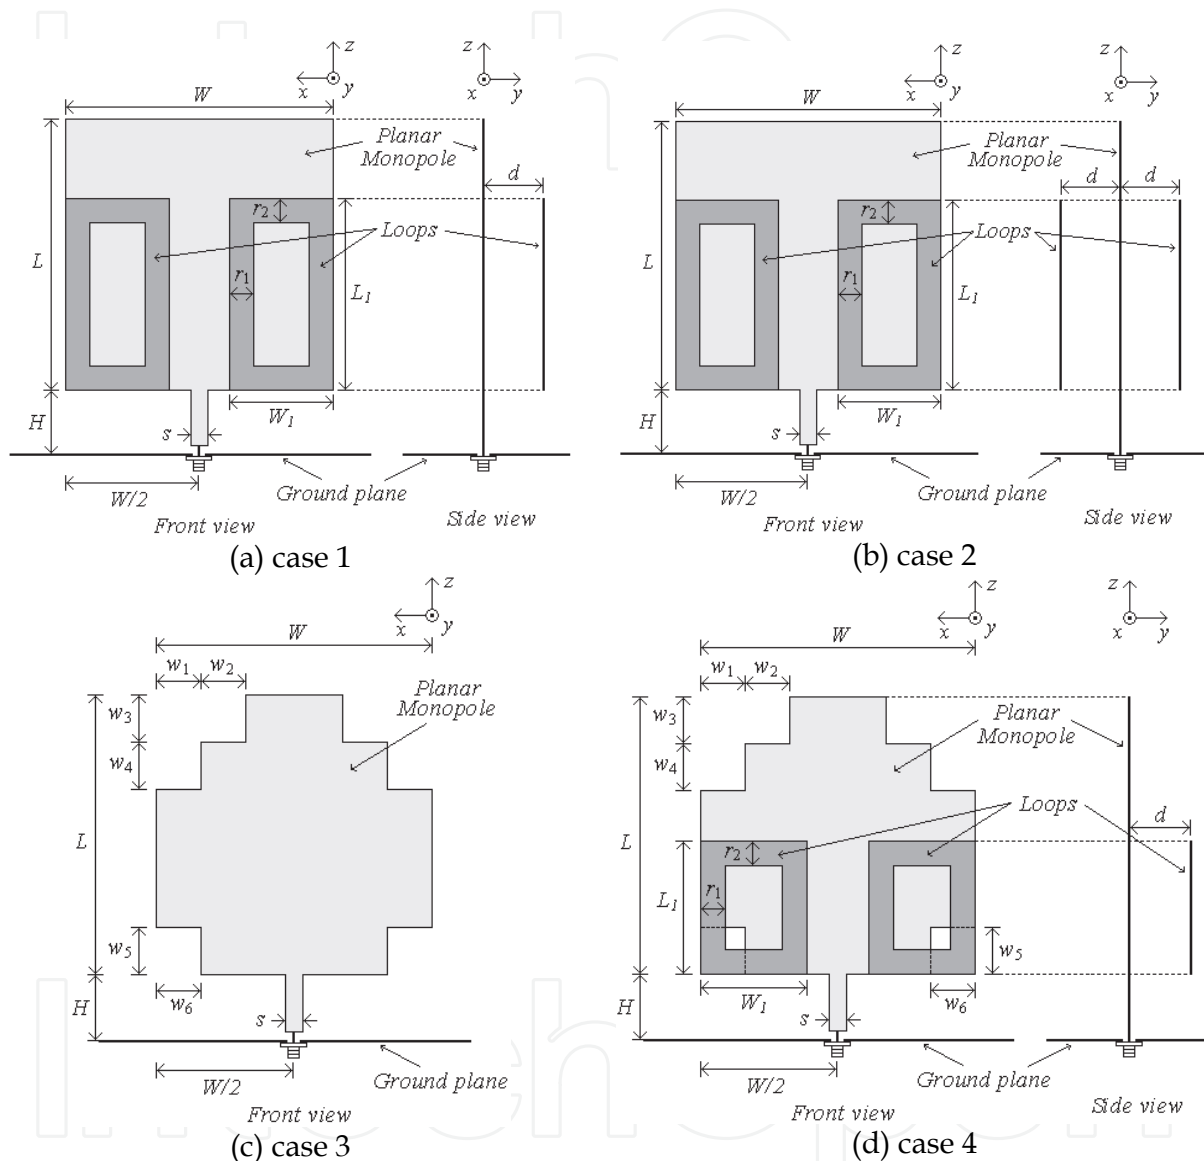 z
z
x
y
x
y
W
Planar
Monopole
d
r2
Loops
L
r1
L1
H
s
W1
W/2
Ground plane
Front view
Side view
(a) case 1
z
z
x
y
x
y
W
Planar
Monopole
d
d
r2
Loops
L
r1
L1
H
s
W1
W/2
Ground plane
Front view
Side view
(b) case 2
z
x
y
W
w1
w2
Planar
Monopole
w3
w4
L
w5
w6
H
s
W/2
Ground plane
Front view
(c) case 3
z
z
x
y
x
y
W
w1
w2
w3
Planar
Monopole
w4
Loops
d
L
r2
r1
L1
w5
W1
w6
H
s
W/2
Ground plane
Front view
Side view
(d) case 4